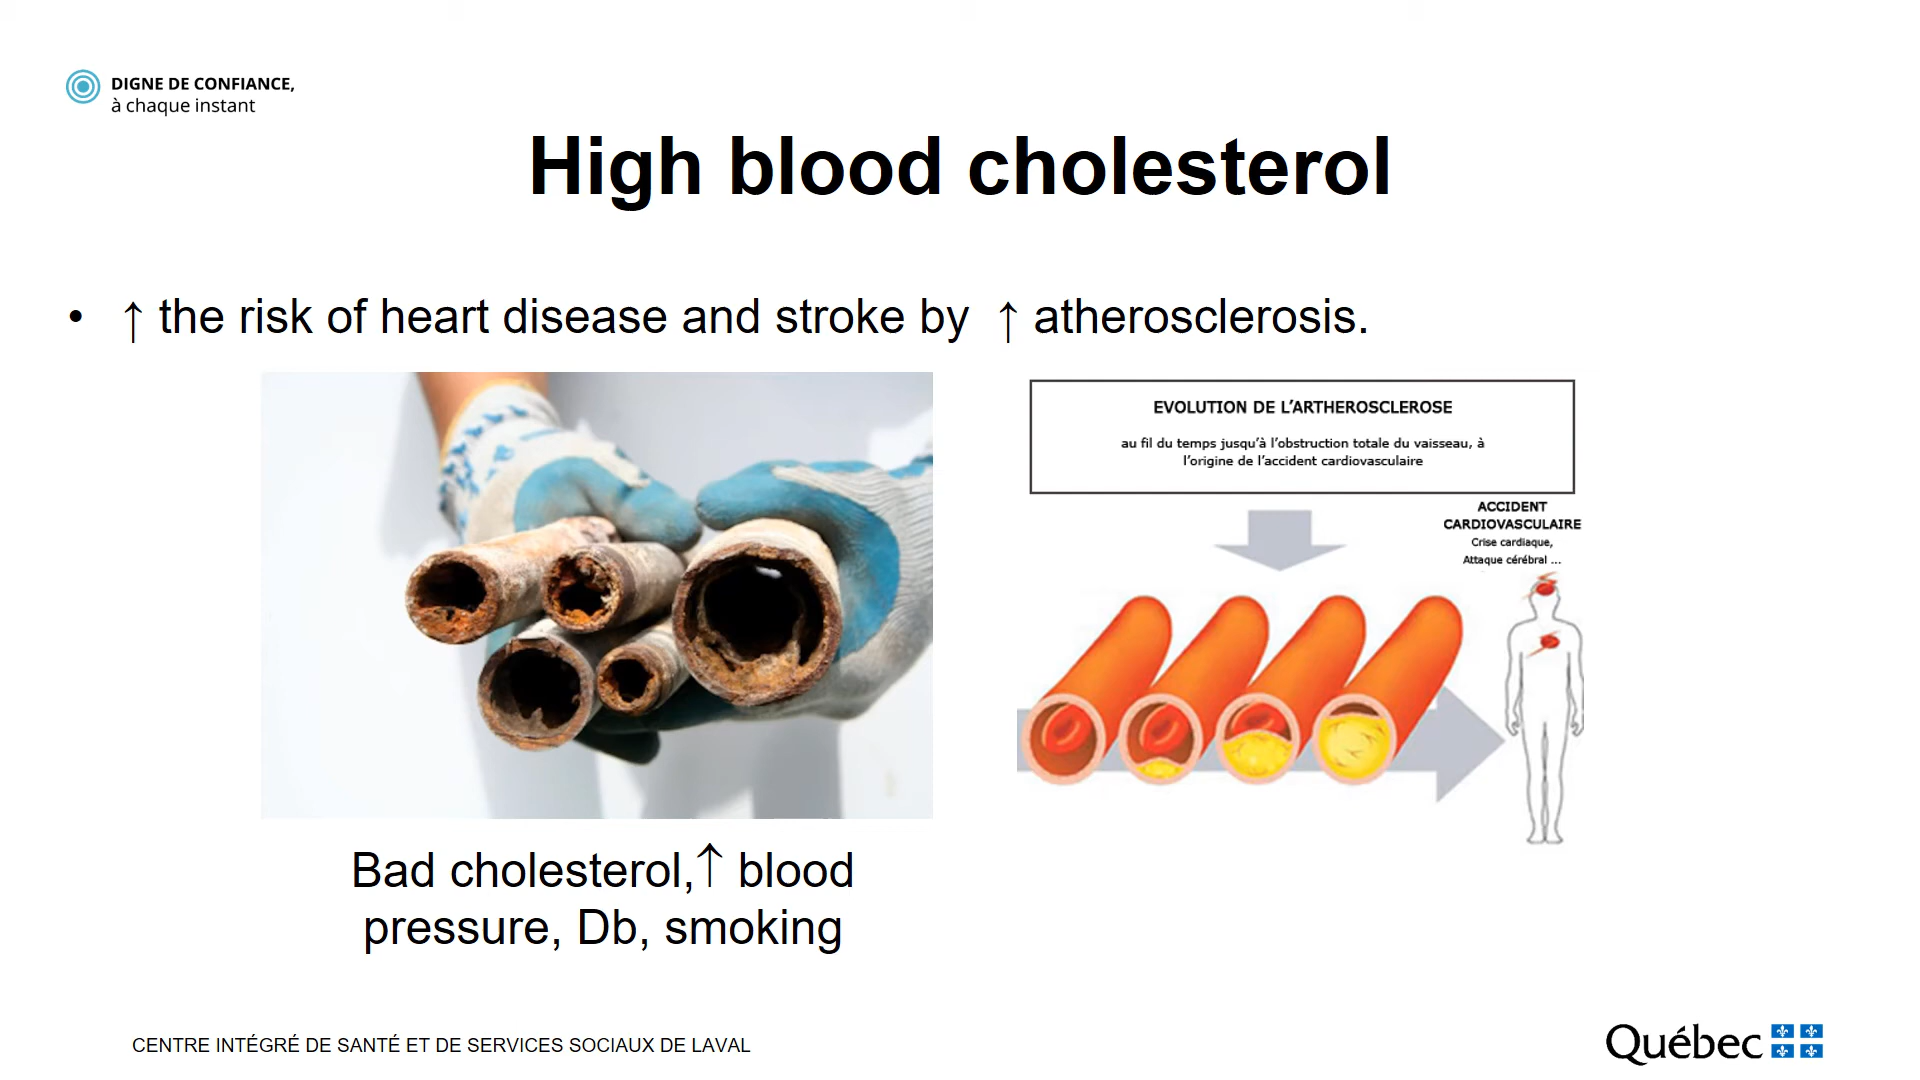 DIGNE DE CONFIANCE,
à chaque instant
High blood cholesterol
• ↑ the risk of heart disease and stroke by ↑ atherosclerosis.
EVOLUTION DE L'ARTHEROSCLEROSE
au fil du temps jusqu'à l'obstruction totale du vaisseau, à
l'origine de l'accident cardiovasculaire
ACCIDENT
CARDIOVASCULAIRE
Crise cardiaque,
Attaque cérébral ...
Bad cholesterol,↑ blood
pressure, Db, smoking
CENTRE INTÉGRÉ DE SANTÉ ET DE SERVICES SOCIAUX DE LAVAL
Québec